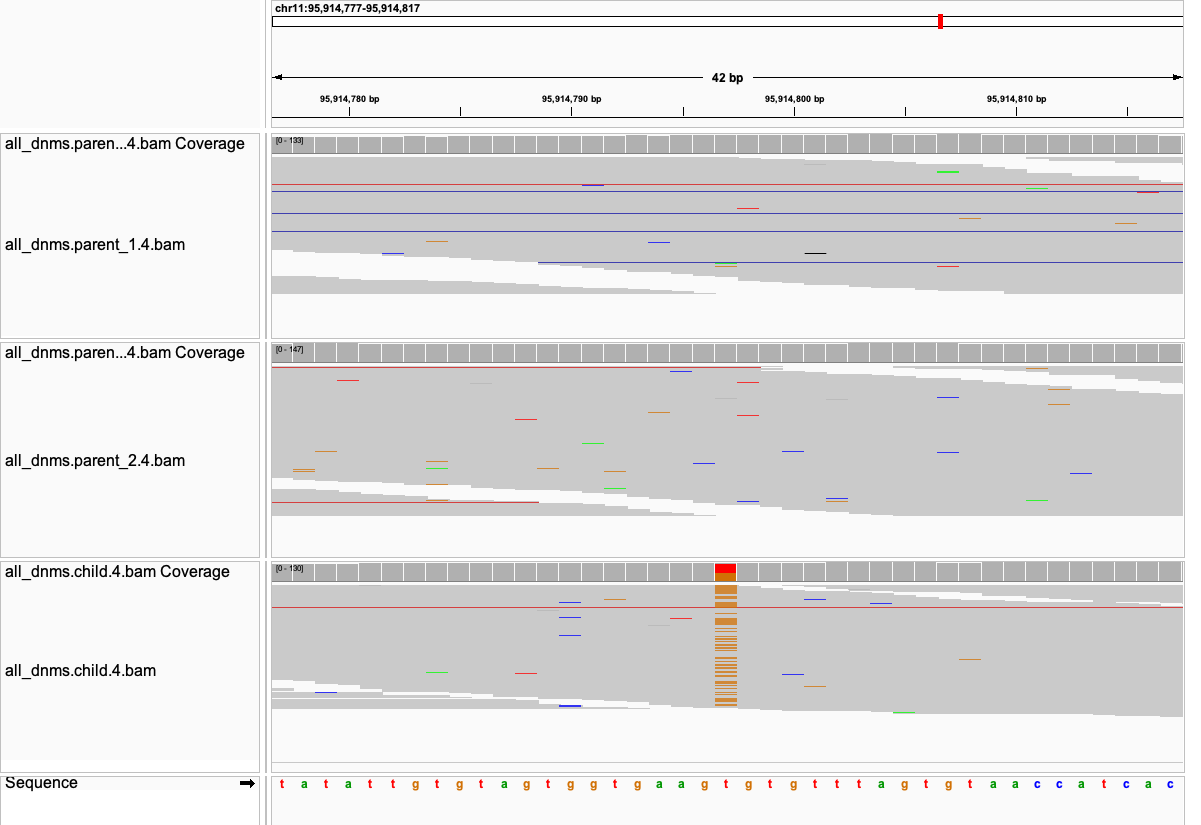 chr11:95,914,777-95,914,817
42 bp
95,914,780 bp 95,914,790 bp 95,914,800 bp 95,914,810 bp
all_dnms.paren...4.bam Coverage
[0 - 133]
all_dnms.parent_1.4.bam
all_dnms.paren...4.bam Coverage
[0 - 147]
all_dnms.parent_2.4.bam
all_dnms.child.4.bam Coverage
[0 - 130]
all_dnms.child.4.bam
Sequence
t a t a t t g t g t a g t g g t g a a g t g t g t t t a g t g t a a c c a t c a c